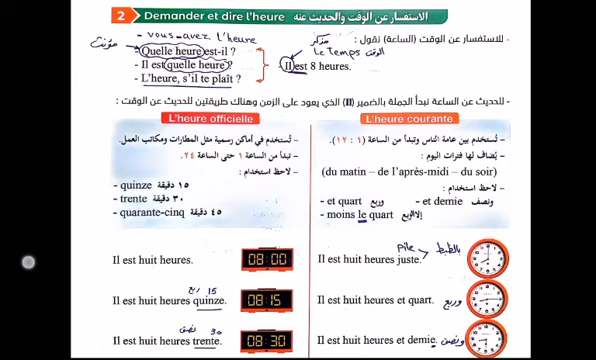 2 Demander et dire l'heure الاستفسار عن الوقت والحديث عنه
- vous-avez l'heure
- للاستفسار عن الوقت (الساعة) نقول :
مذكر
مؤنث
- Quelle heure est-il ?
le Temps الوقت
- Il est quelle heure ?
- Il est 8 heures.
- L'heure, s'il te plaît ?
- للحديث عن الساعة نبدأ الجملة بالضمير (Il) الذي يعود على الزمن وهناك طريقتين للحديث عن الوقت :
L'heure officielle
- تُستخدم في أماكن رسمية مثل المطارات ومكاتب العمل.
- تبدأ من الساعة ١ حتى الساعة ٢٤.
- لاحظ استخدام :
- quinze ١٥ دقيقة
- trente ٣٠ دقيقة
- quarante-cinq ٤٥ دقيقة
L'heure courante
- تُستخدم بين عامة الناس وتبدأ من الساعة (١ : ١٢).
- يُضاف لها فترات اليوم :
(du matin – de l'après-midi – du soir)
- لاحظ استخدام :
- et quart وربع - et demie ونصف
- moins le quart إلا الربع
Il est huit heures. 08:00
15 ربع
Il est huit heures quinze. 08:15
30 نصف
Il est huit heures trente. 08:30
pile بالظبط
Il est huit heures juste.
Il est huit heures et quart. وربع
Il est huit heures et demie. ونصف